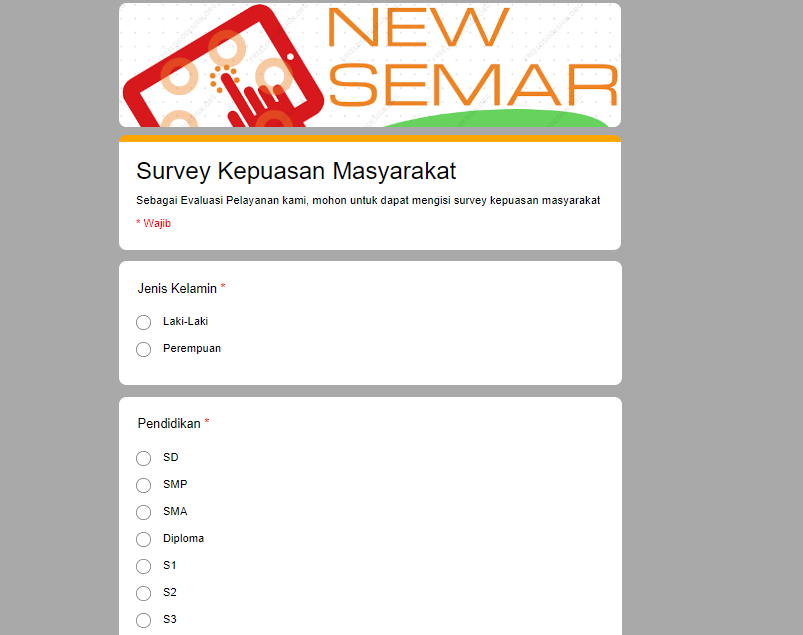 NEW
SEMAR
Survey Kepuasan Masyarakat
Sebagai Evaluasi Pelayanan kami, mohon untuk dapat mengisi survey kepuasan masyarakat
* Wajib
Jenis Kelamin *
Laki-Laki
Perempuan
Pendidikan *
SD
SMP
SMA
Diploma
S1
S2
S3